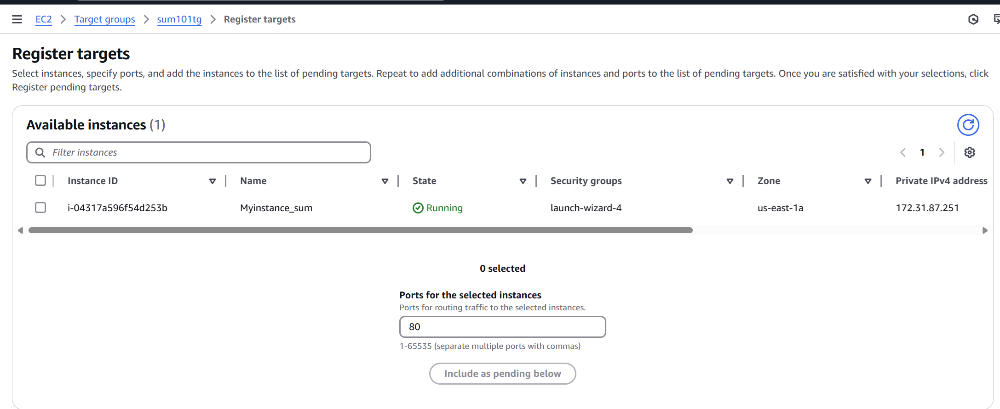 EC2 > Target groups > sum101tg > Register targets
Register targets
Select instances, specify ports, and add the instances to the list of pending targets. Repeat to add additional combinations of instances and ports to the list of pending targets. Once you are satisfied with your selections, click
Register pending targets.
Available instances (1)
Filter instances
1
Instance ID Name State Security groups Zone Private IPv4 address
i-04317a596f54d253b Myinstance_sum Running launch-wizard-4 us-east-1a 172.31.87.251
0 selected
Ports for the selected instances
Ports for routing traffic to the selected instances.
80
1-65535 (separate multiple ports with commas)
Include as pending below